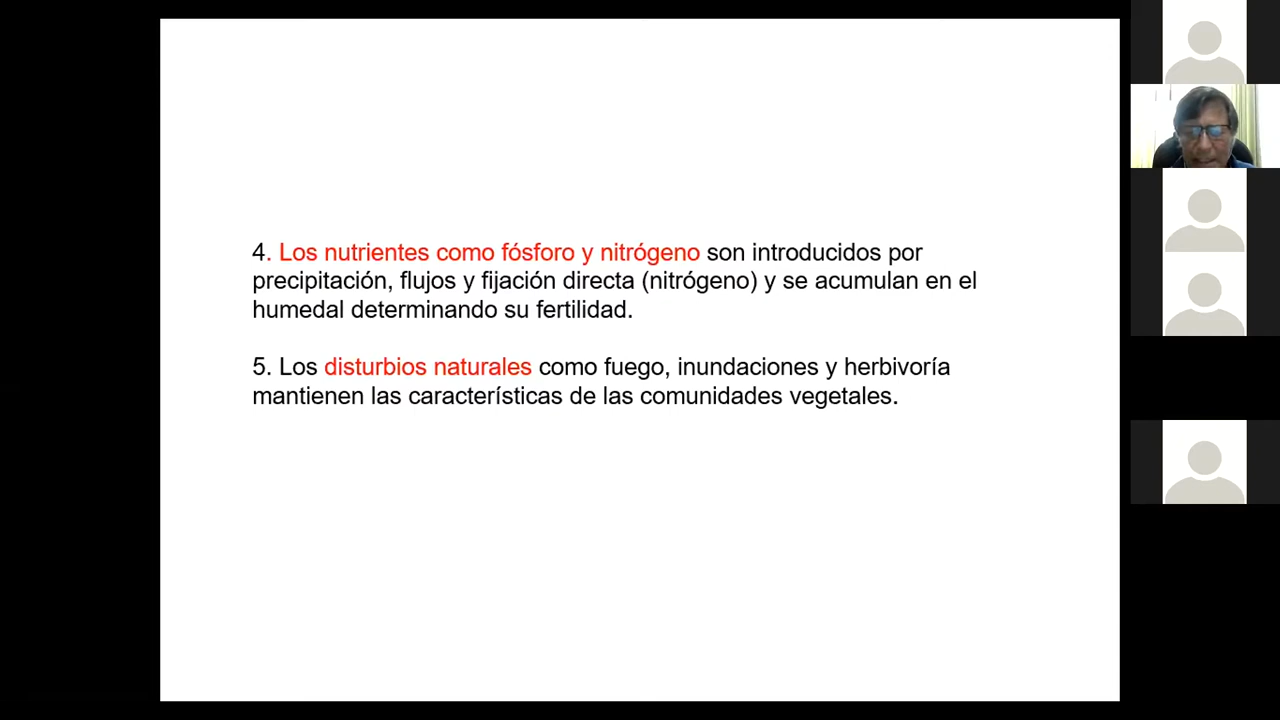 4. Los nutrientes como fósforo y nitrógeno son introducidos por
precipitación, flujos y fijación directa (nitrógeno) y se acumulan en el
humedal determinando su fertilidad.
5. Los disturbios naturales como fuego, inundaciones y herbivoría
mantienen las características de las comunidades vegetales.